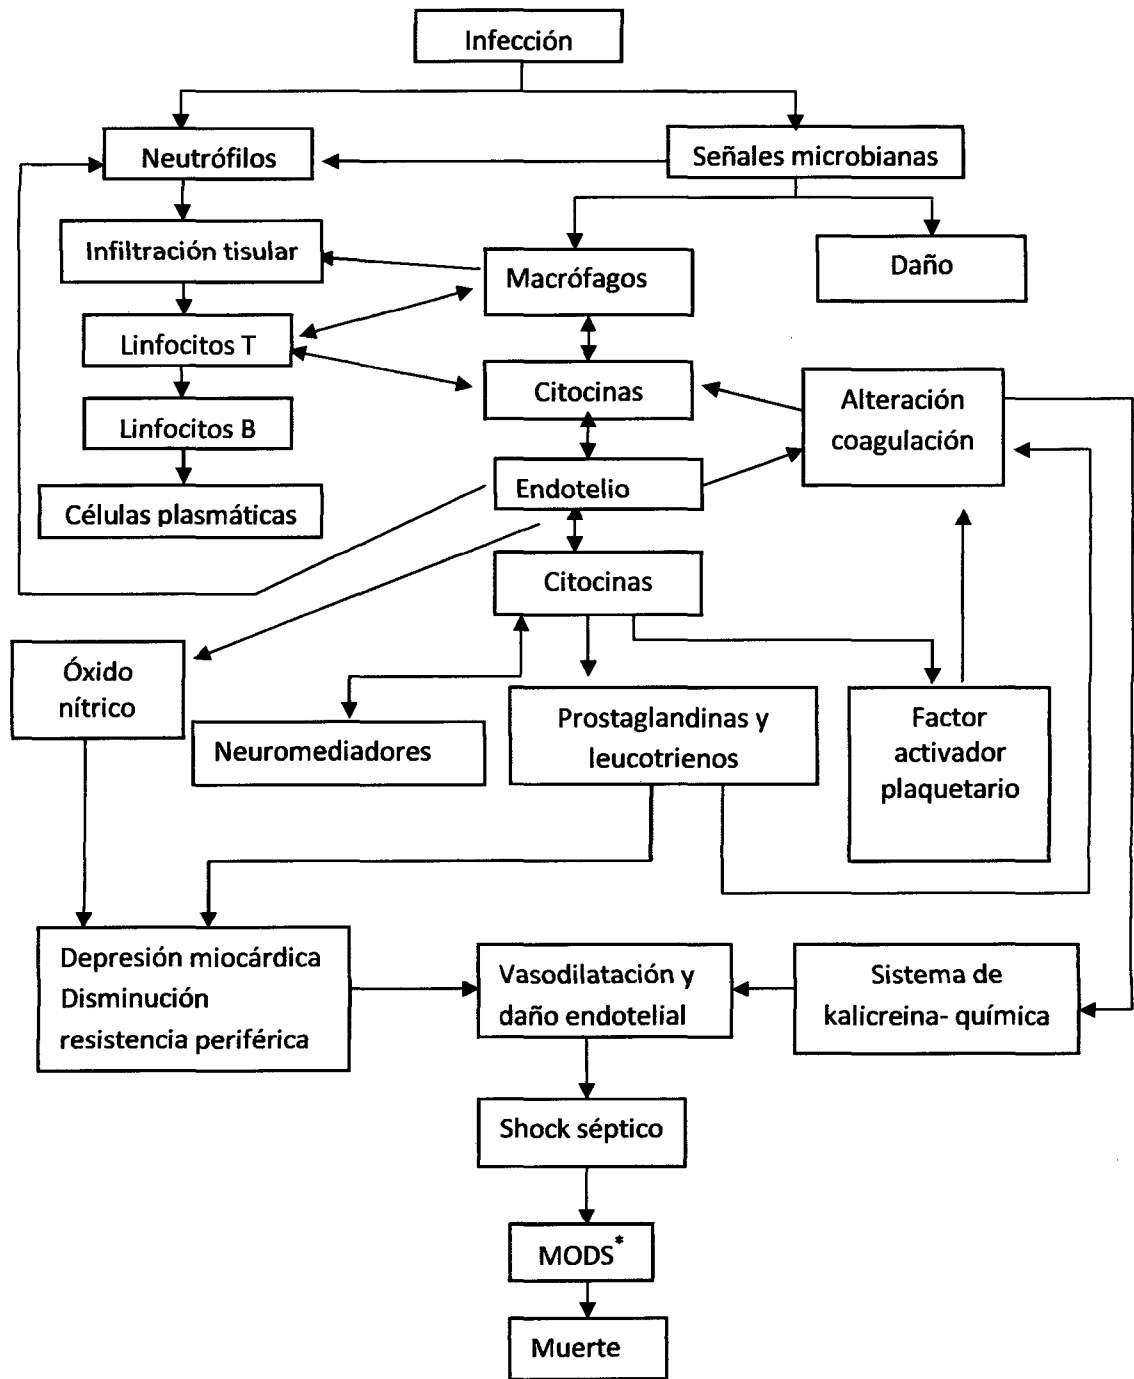 Infección
Neutrófilos
Señales microbianas
Infiltración tisular
Macrófagos
Daño
Linfocitos T
Citocinas
Alteración
coagulación
Linfocitos B
Endotelio
Células plasmáticas
Citocinas
Óxido
nítrico
Neuromediadores
Prostaglandinas y
leucotrienos
Factor
activador
plaquetario
Depresión miocárdica
Disminución
resistencia periférica
Vasodilatación y
daño endotelial
Sistema de
kalicreina- química
Shock séptico
MODS*
Muerte